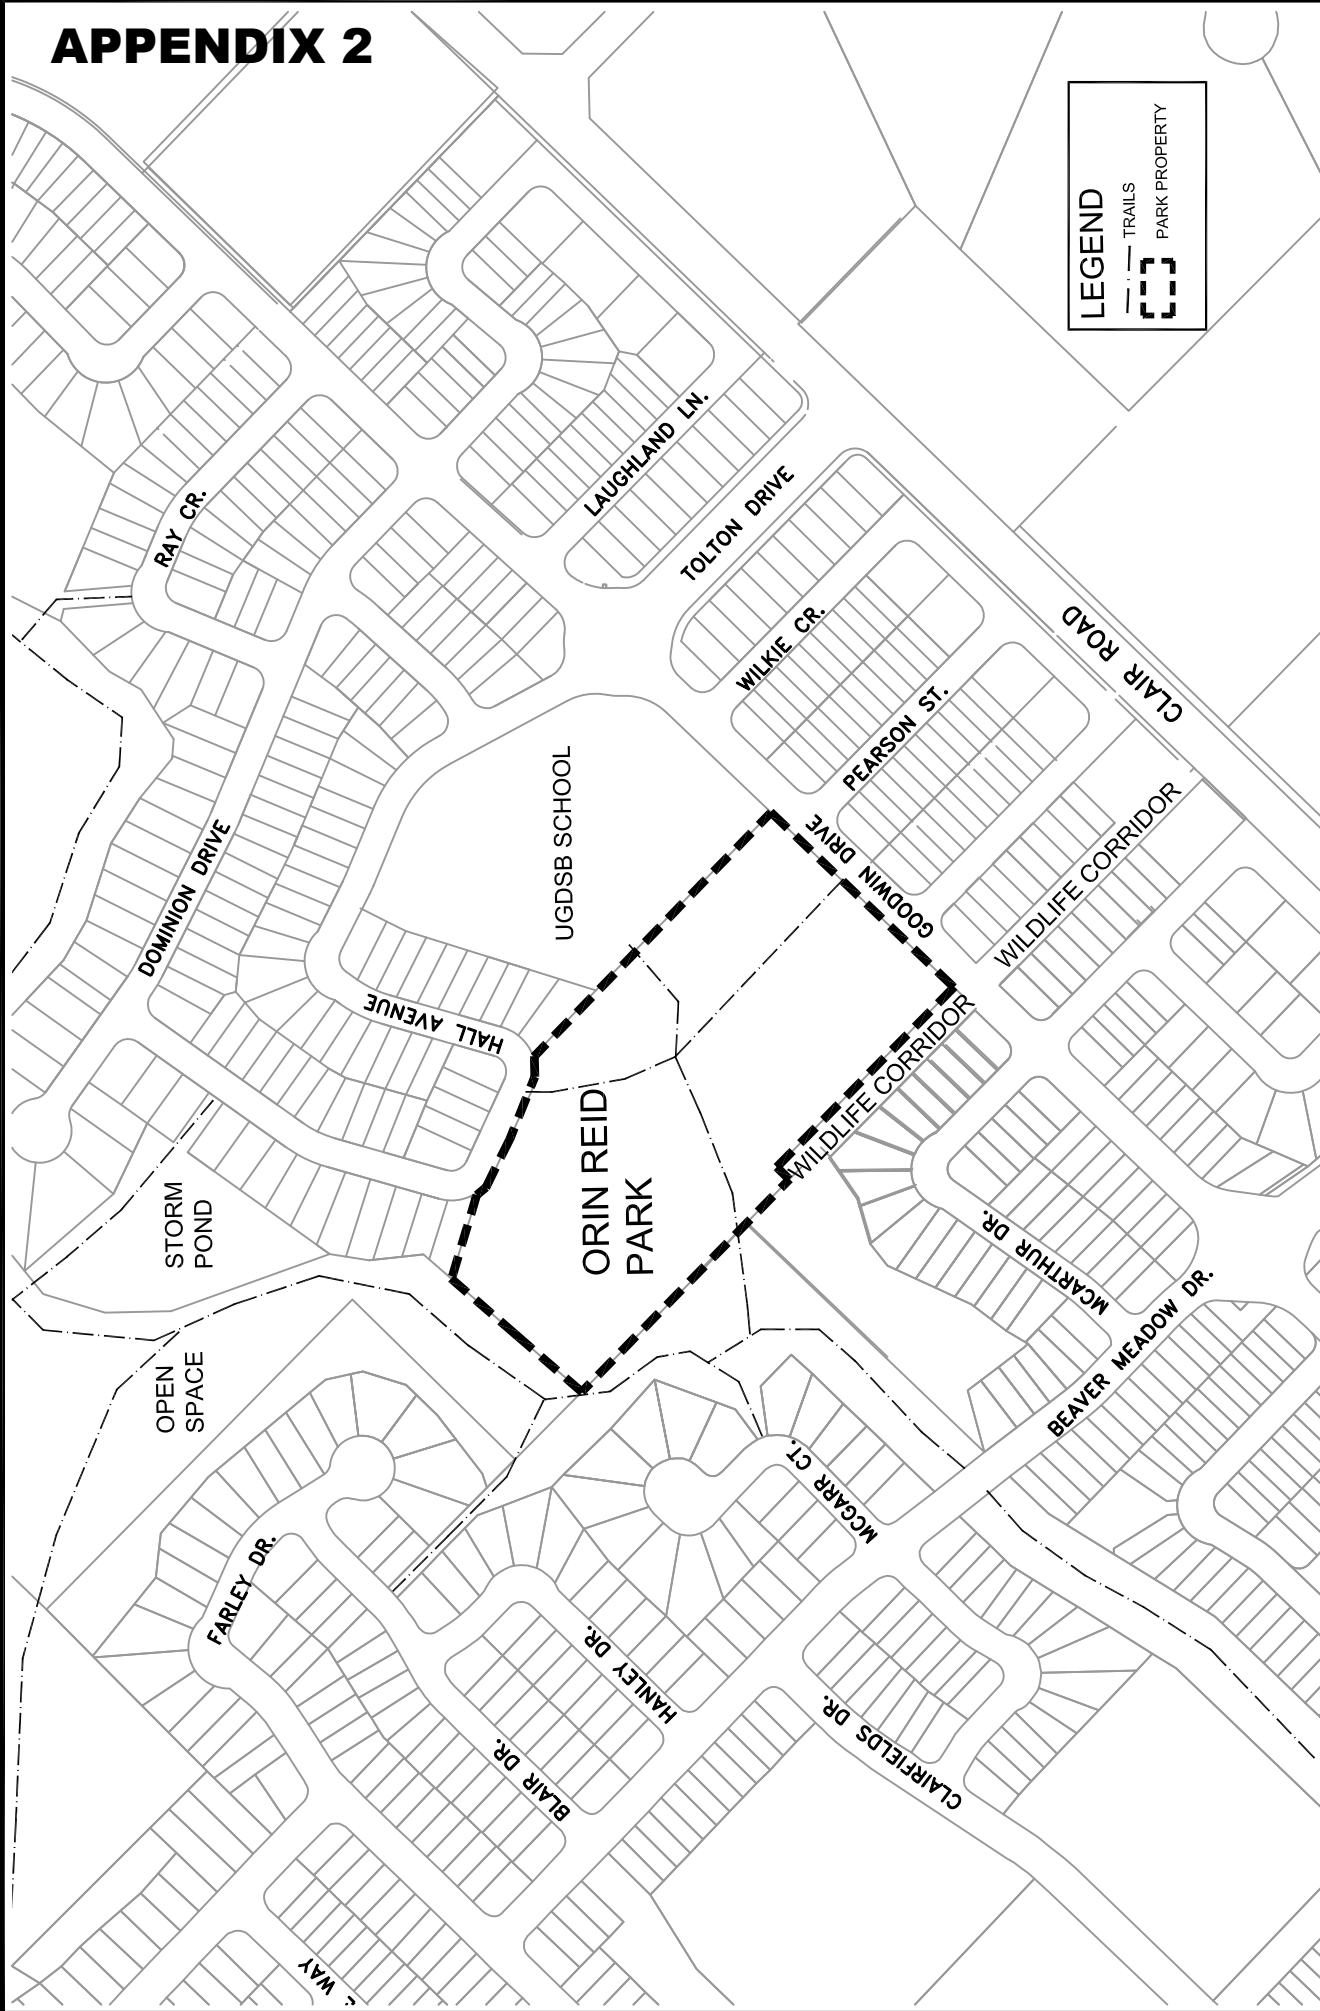 APPENDIX 2
LEGEND
TRAILS
PARK PROPERTY
LAUGHLAND LN.
RAY CR.
TOLTON DRIVE
WILKIE CR.
CLAIR ROAD
PEARSON ST.
UGDSB SCHOOL
DOMINION DRIVE
GOODWIN DRIVE
WILDLIFE CORRIDOR
HALL AVENUE
WILDLIFE CORRIDOR
ORIN REID
PARK
STORM
POND
MCARTHUR DR.
BEAVER MEADOW DR.
OPEN
SPACE
MCGARR CT.
FARLEY DR.
HANLEY DR.
BLAIR DR.
CLAIRFIELDS DR.
WAY